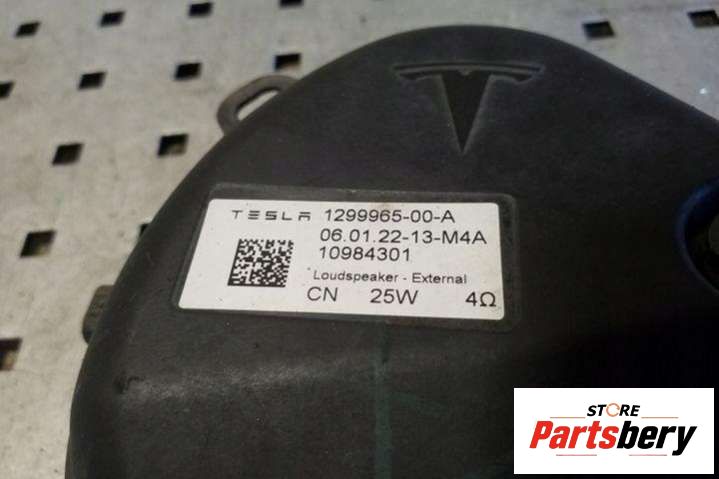 TESLA 1299965-00-A
06.01.22-13-M4A
10984301
Loudspeaker - External
CN 25W 4Ω
STORE
Partsbery